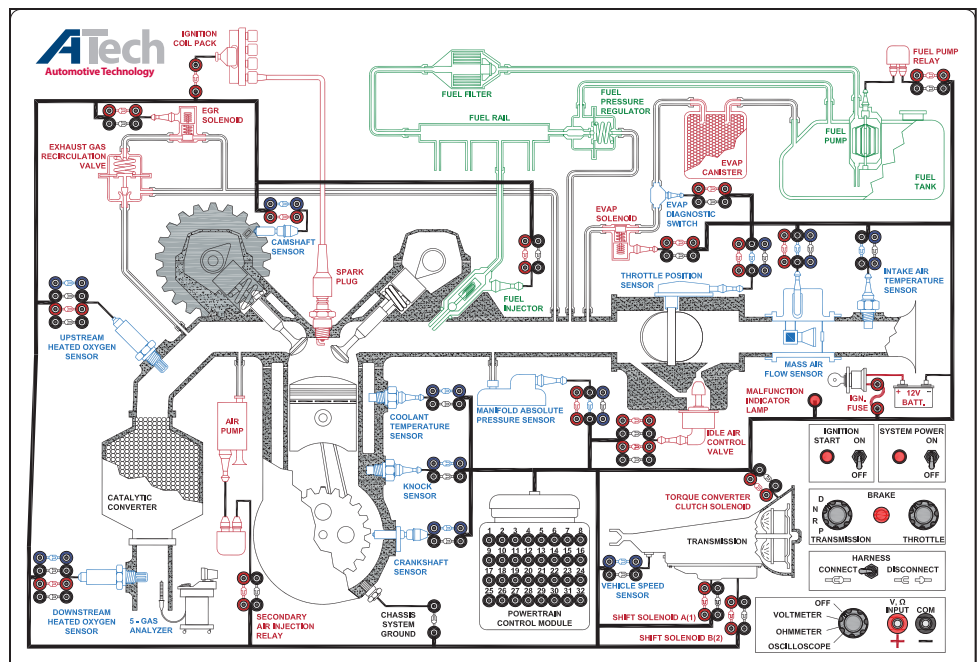 ATech
Automotive Technology
IGNITION
COIL PACK
EGR
SOLENOID
EXHAUST GAS
RECIRCULATION
VALVE
CAMSHAFT
SENSOR
SPARK
PLUG
FUEL FILTER
FUEL RAIL
FUEL
PRESSURE
REGULATOR
FUEL
INJECTOR
EVAP
CANISTER
EVAP
DIAGNOSTIC
SWITCH
EVAP
SOLENOID
FUEL PUMP
RELAY
FUEL
PUMP
FUEL
TANK
THROTTLE POSITION
SENSOR
INTAKE AIR
TEMPERATURE
SENSOR
MASS AIR
FLOW SENSOR
UPSTREAM
HEATED OXYGEN
SENSOR
AIR
PUMP
COOLANT
TEMPERATURE
SENSOR
MANIFOLD ABSOLUTE
PRESSURE SENSOR
IDLE AIR
CONTROL
VALVE
MALFUNCTION
INDICATOR
LAMP
IGN.
FUSE
+ −
12V
BATT.
IGNITION
START ON
OFF
SYSTEM POWER
ON
OFF
CATALYTIC
CONVERTER
KNOCK
SENSOR
CRANKSHAFT
SENSOR
TORQUE CONVERTER
CLUTCH SOLENOID
TRANSMISSION
BRAKE
D
N
R
P
TRANSMISSION THROTTLE
HARNESS
CONNECT DISCONNECT
1 2 3 4 5 6 7 8
9 10 11 12 13 14 15 16
17 18 19 20 21 22 23 24
25 26 27 28 29 30 31 32
POWERTRAIN
CONTROL MODULE
VEHICLE SPEED
SENSOR
DOWNSTREAM
HEATED OXYGEN
SENSOR
5 - GAS
ANALYZER
SECONDARY
AIR INJECTION
RELAY
CHASSIS
SYSTEM
GROUND
SHIFT SOLENOID A(1)
SHIFT SOLENOID B(2)
OFF
VOLTMETER
OHMMETER
OSCILLOSCOPE
V, Ω
INPUT COM
+ −